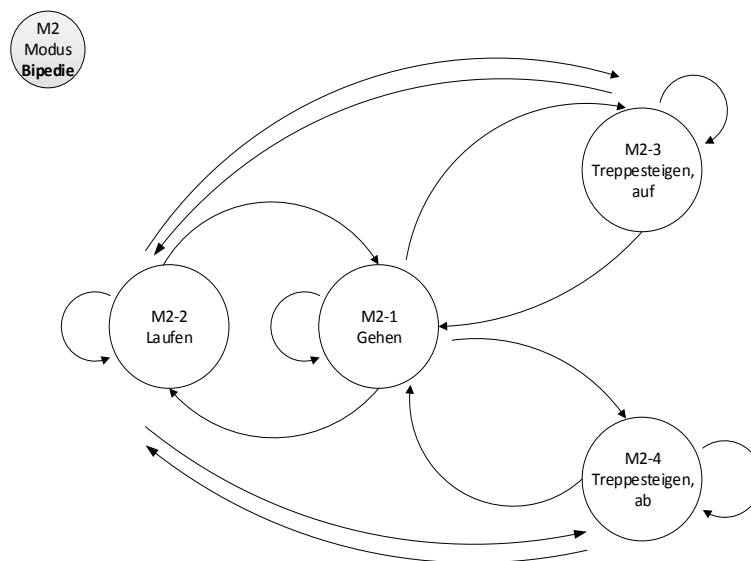 M2
Modus
Bipedie
M2-3
Treppesteigen,
auf
M2-2
Laufen
M2-1
Gehen
M2-4
Treppesteigen,
ab